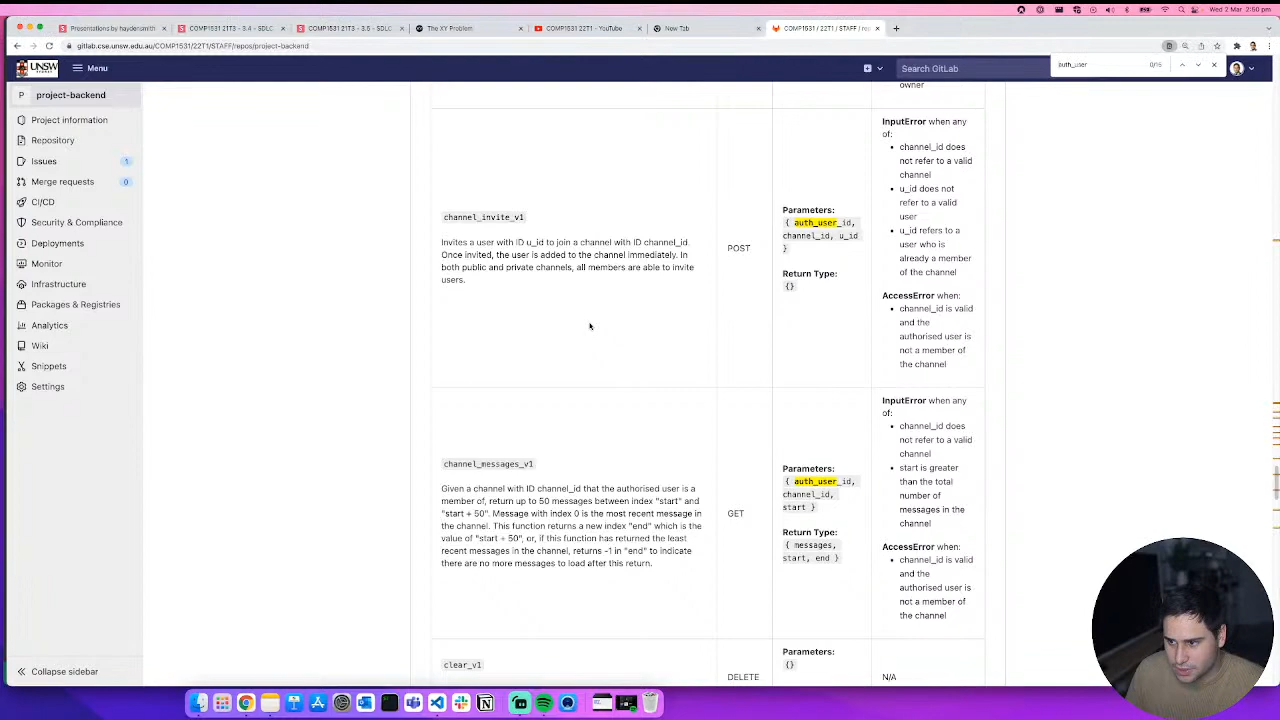 Wed 2 Mar. 2:50 pm
Presentations by haydensmith
COMP1531 21T3 - 3.4 - SDLC
COMP1531 21T3 - 3.5 - SDLC
The XY Problem
COMP1531 22T1 - YouTube
New Tab
COMP1531 / 22T1 / STAFF / rec
gitlab.cse.unsw.edu.au/COMP1531/22T1/STAFF/repos/project-backend
auth_user
0/15
UNSW
Menu
Search GitLab
P project-backend
Project information
Repository
Issues 1
Merge requests 0
CI/CD
Security & Compliance
Deployments
Monitor
Infrastructure
Packages & Registries
Analytics
Wiki
Snippets
Settings
Collapse sidebar
owner
channel_invite_v1
Invites a user with ID u_id to join a channel with ID channel_id.
Once invited, the user is added to the channel immediately. In
both public and private channels, all members are able to invite
users.
POST
Parameters:
{ auth_user_id,
channel_id, u_id
}
Return Type:
{}
InputError when any
of:
channel_id does
not refer to a valid
channel
u_id does not
refer to a valid
user
u_id refers to a
user who is
already a member
of the channel
AccessError when:
channel_id is valid
and the
authorised user is
not a member of
the channel
channel_messages_v1
Given a channel with ID channel_id that the authorised user is a
member of, return up to 50 messages between index "start" and
"start + 50". Message with index 0 is the most recent message in
the channel. This function returns a new index "end" which is the
value of "start + 50", or, if this function has returned the least
recent messages in the channel, returns -1 in "end" to indicate
there are no more messages to load after this return.
GET
Parameters:
{ auth_user_id,
channel_id,
start }
Return Type:
{ messages,
start, end }
InputError when any
of:
channel_id does
not refer to a valid
channel
start is greater
than the total
number of
messages in the
channel
AccessError when:
channel_id is valid
and the
authorised user is
not a member of
the channel
clear_v1
DELETE
Parameters:
{}
N/A